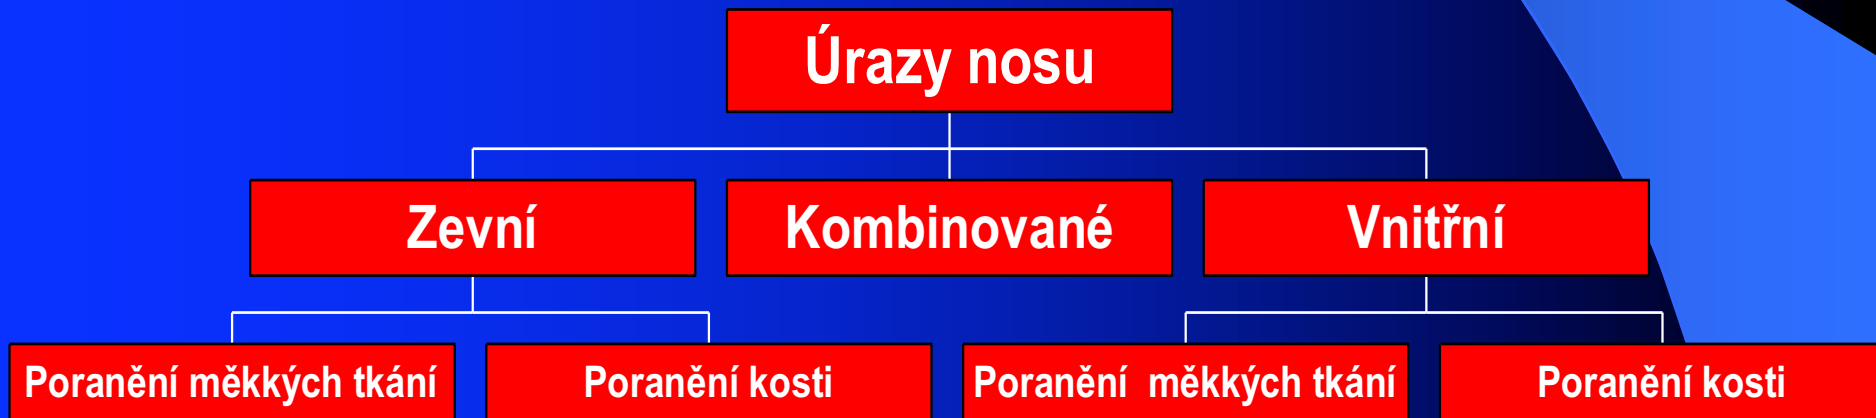 Úrazy nosu
Zevní
Kombinované
Vnitřní
Poranění měkkých tkání
Poranění kosti
Poranění měkkých tkání
Poranění kosti